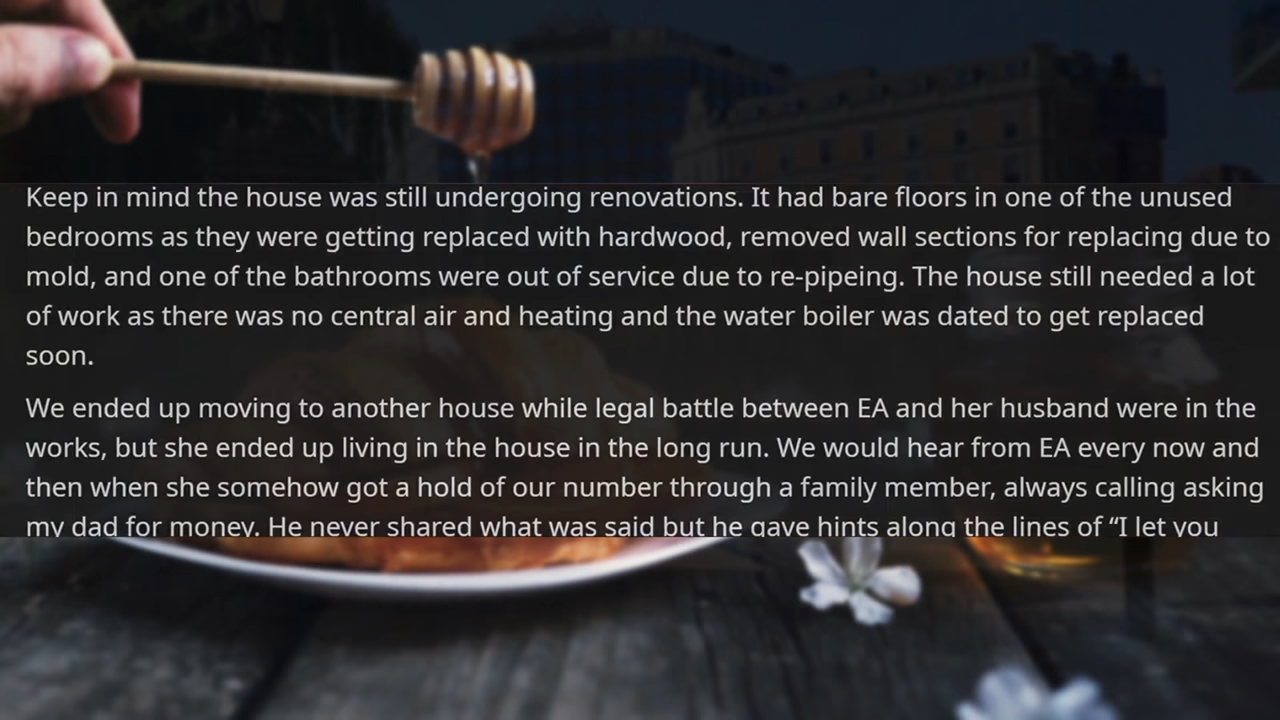 Keep in mind the house was still undergoing renovations. It had bare floors in one of the unused
bedrooms as they were getting replaced with hardwood, removed wall sections for replacing due to
mold, and one of the bathrooms were out of service due to re-pipeing. The house still needed a lot
of work as there was no central air and heating and the water boiler was dated to get replaced
soon.
We ended up moving to another house while legal battle between EA and her husband were in the
works, but she ended up living in the house in the long run. We would hear from EA every now and
then when she somehow got a hold of our number through a family member, always calling asking
my dad for money. He never shared what was said but he gave hints along the lines of “I let you